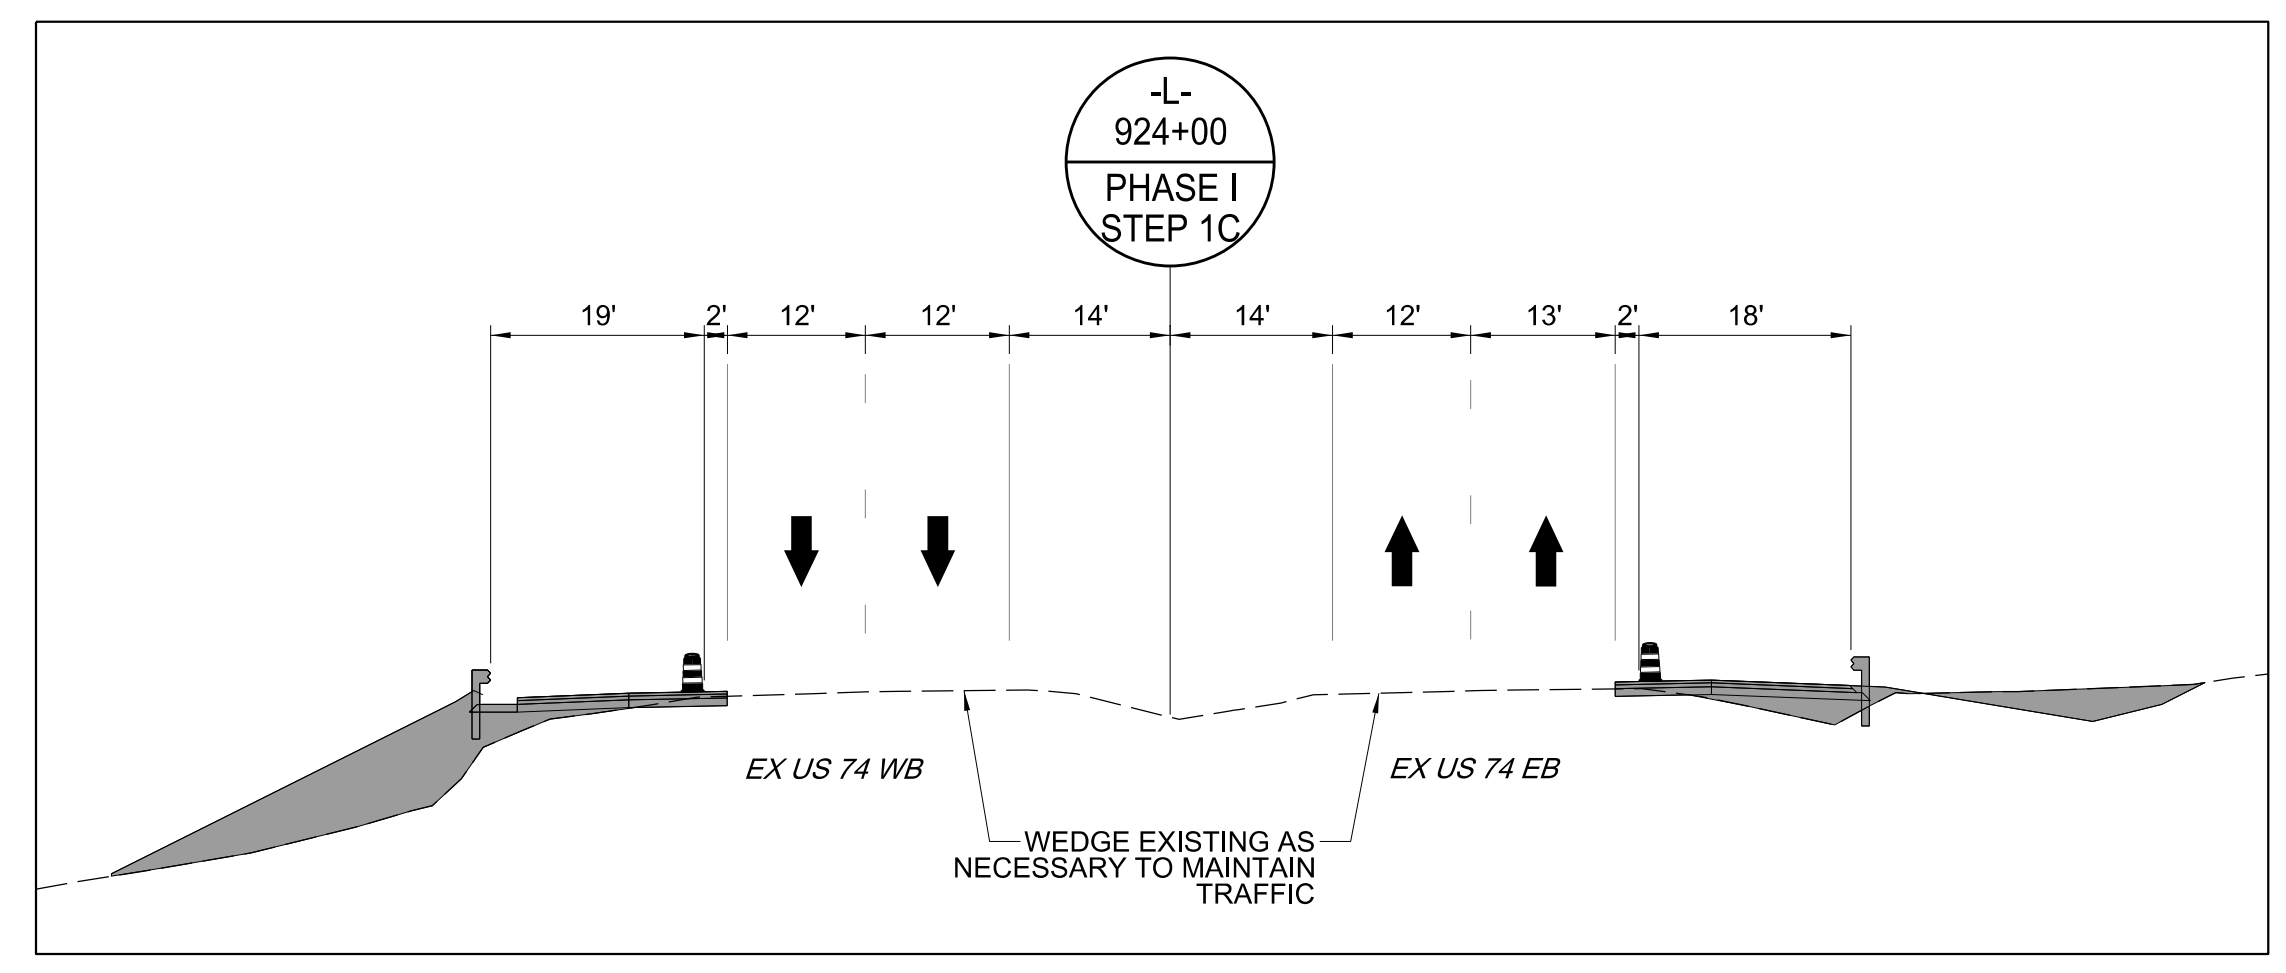 -L-
924+00
PHASE I
STEP 1C
19' 2' 12' 12' 14' 14' 12' 13' 2' 18'
EX US 74 WB
EX US 74 EB
WEDGE EXISTING AS
NECESSARY TO MAINTAIN
TRAFFIC